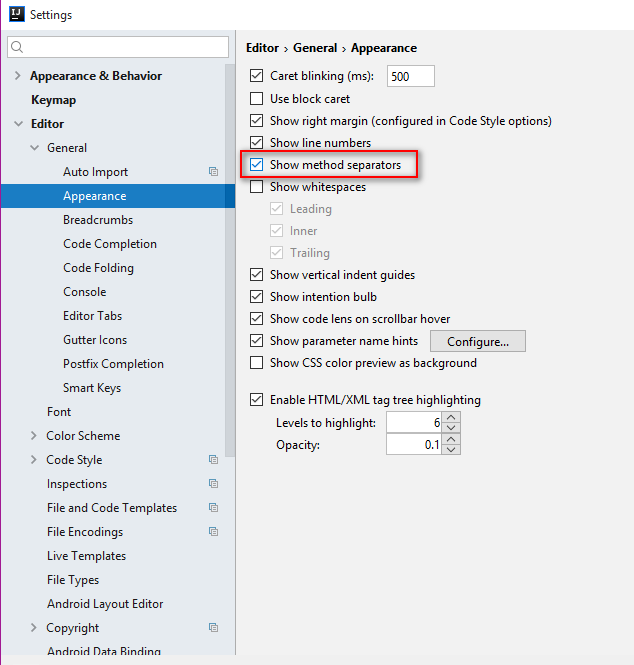 IJ Settings
Appearance & Behavior
Keymap
Editor
General
Auto Import
Appearance
Breadcrumbs
Code Completion
Code Folding
Console
Editor Tabs
Gutter Icons
Postfix Completion
Smart Keys
Font
Color Scheme
Code Style
Inspections
File and Code Templates
File Encodings
Live Templates
File Types
Android Layout Editor
Copyright
Android Data Binding
Editor › General › Appearance
Caret blinking (ms): 500
Use block caret
Show right margin (configured in Code Style options)
Show line numbers
Show method separators
Show whitespaces
Leading
Inner
Trailing
Show vertical indent guides
Show intention bulb
Show code lens on scrollbar hover
Show parameter name hints Configure...
Show CSS color preview as background
Enable HTML/XML tag tree highlighting
Levels to highlight: 6
Opacity: 0.1